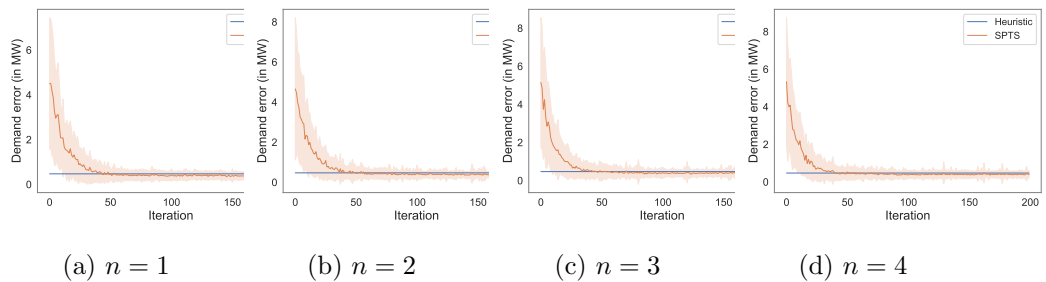 Demand error (in MW)
6
4
2
0
0
50
100
150
Iteration
(a) n = 1
Demand error (in MW)
8
6
4
2
0
0
50
100
150
Iteration
(b) n = 2
Demand error (in MW)
8
6
4
2
0
0
50
100
150
Iteration
(c) n = 3
Demand error (in MW)
8
6
4
2
0
0
50
100
150
200
Iteration
Heuristic
SPTS
(d) n = 4